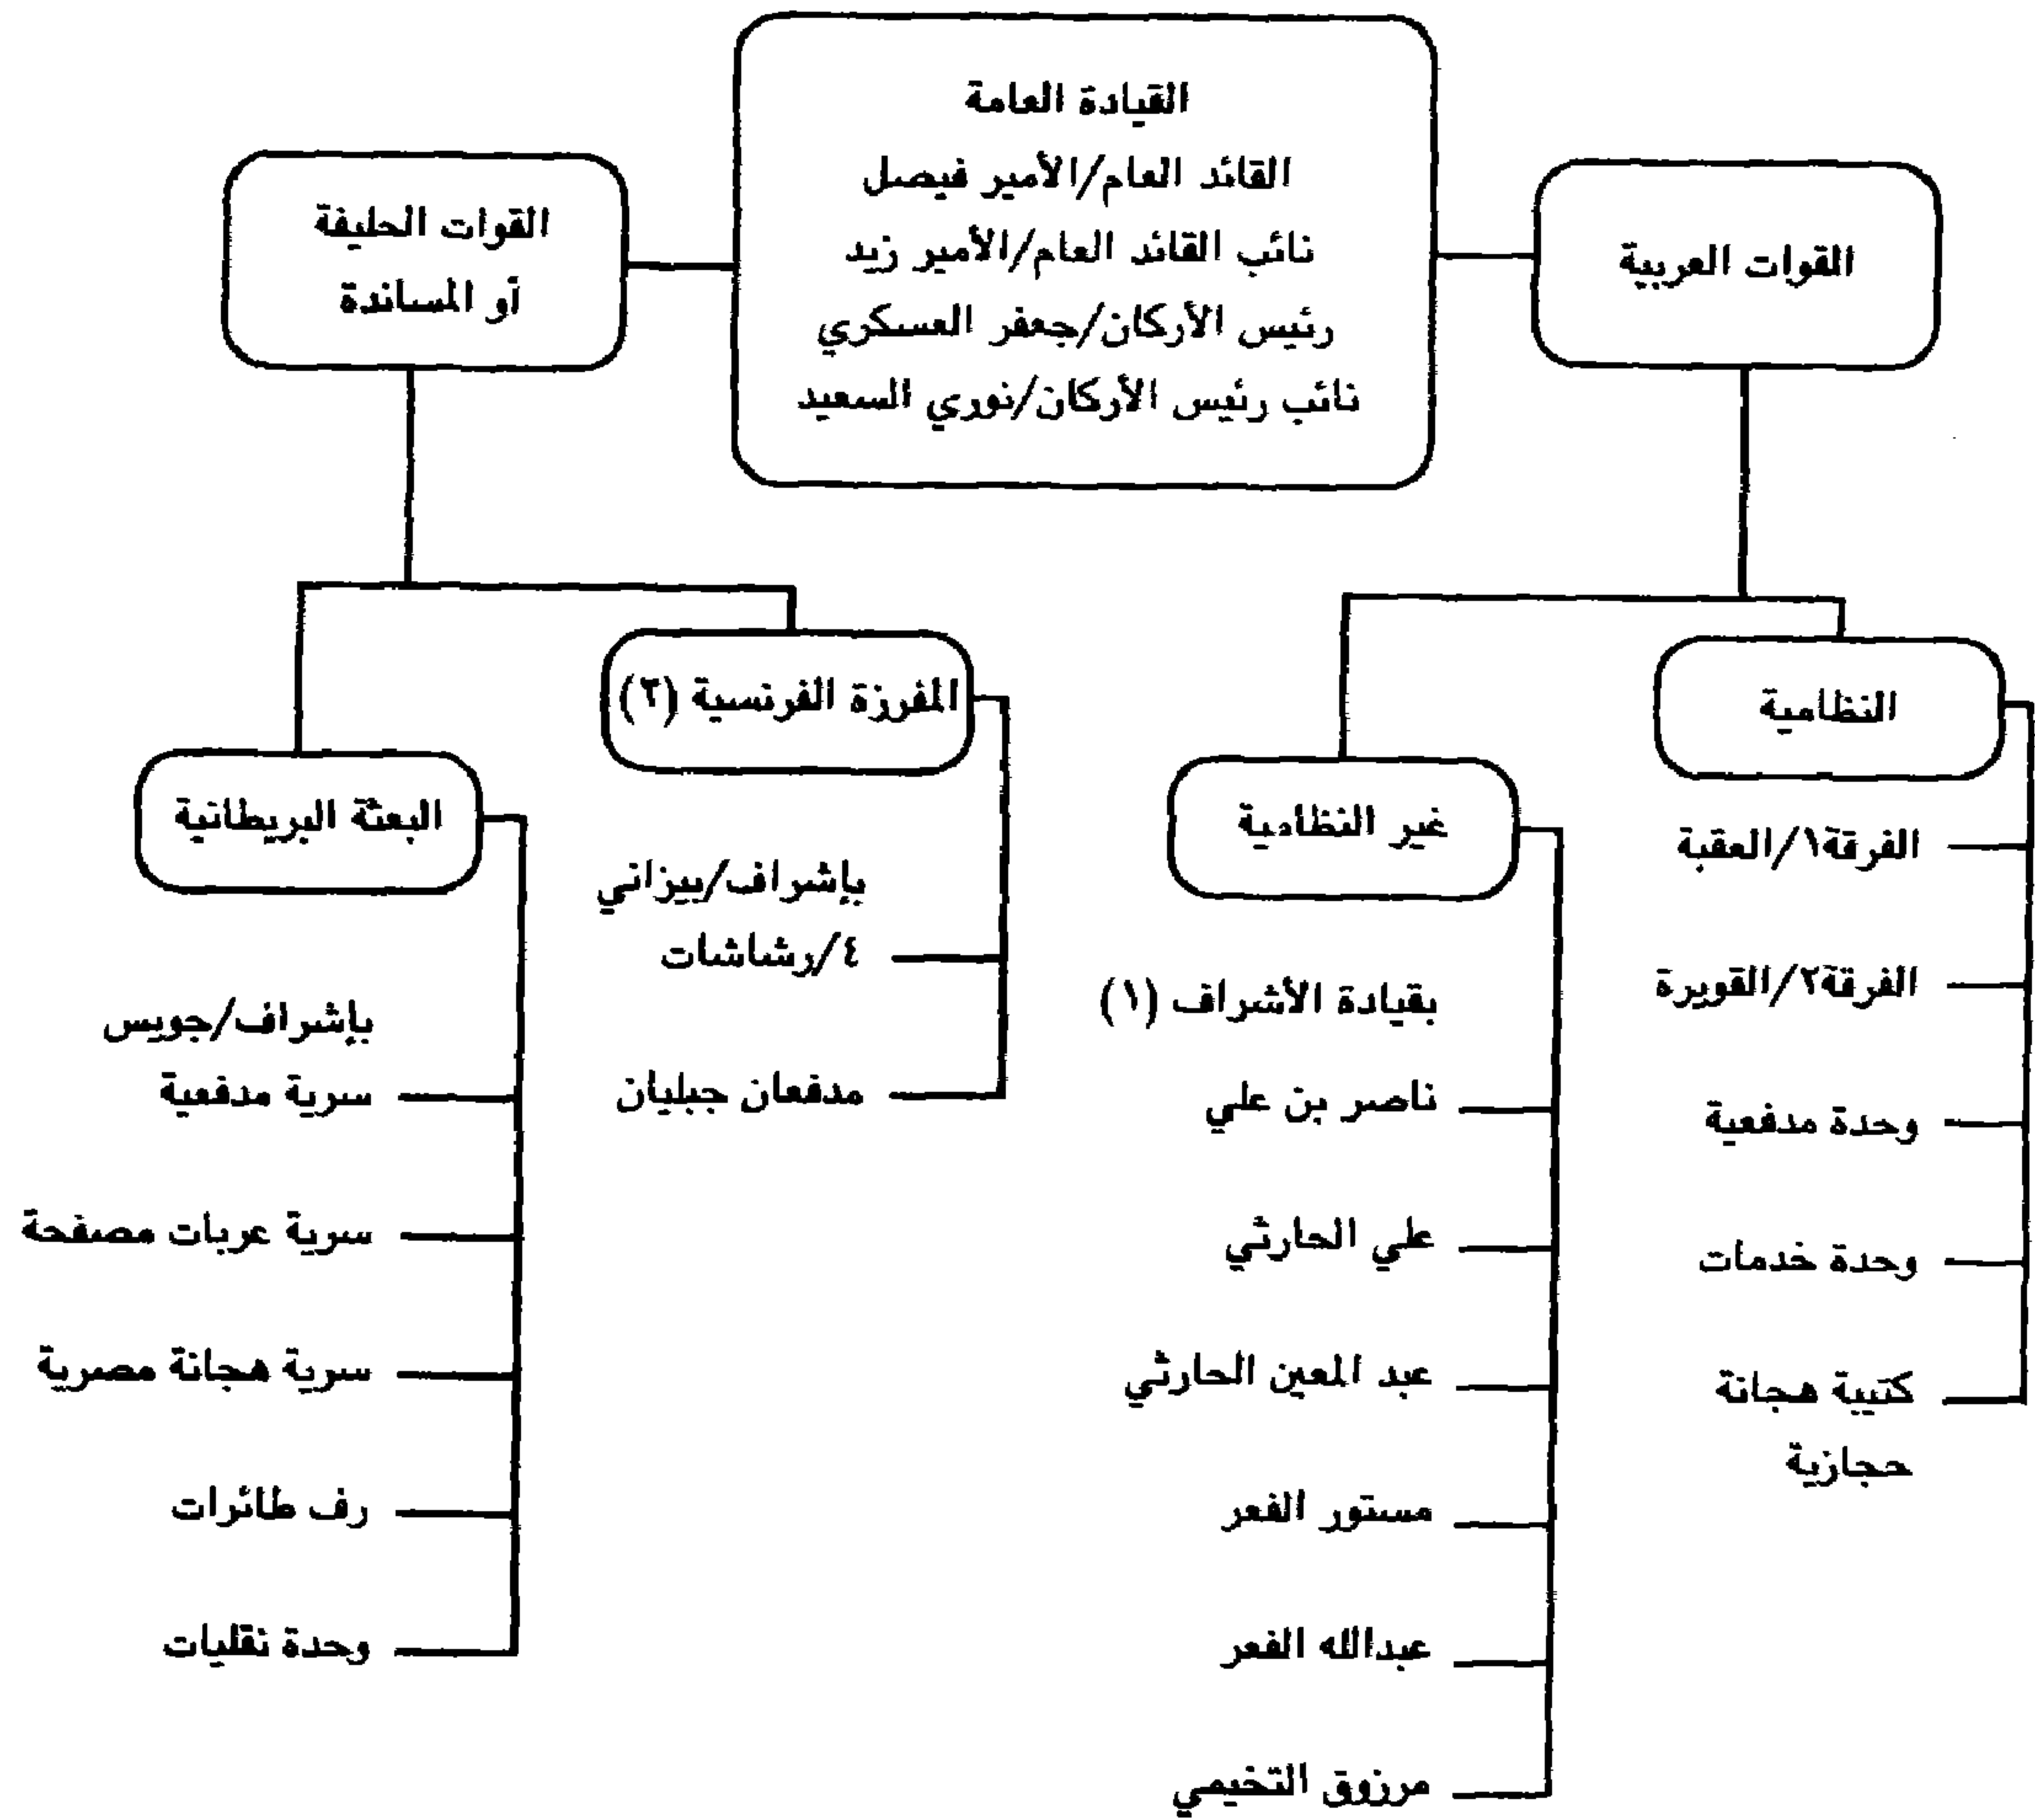 القيادة العامة
القائد العام/الأمير فيصل
نائب القائد العام/الأمير زيد
رئيس الأركان/جعفر العسكري
نائب رئيس الأركان/نوري السعيد
القوات العربية
النظامية
الفرقة١/العقبة
الفرقة٢/القويرة
وحدة مدفعية
وحدة خدمات
كتيبة هجانة
حجازية
غير النظامية
بقيادة الأشراف (١)
ناصر بن علي
علي الحارثي
عبد المعين الحارثي
مستور الفعر
عبدالله الفعر
مرزوق التخيمي
القوات الحليفة
أو المساندة
المفرزة الفرنسية (٢)
بإشراف/بيزاني
٤/رشاشات
مدفعان جبليان
البعثة البريطانية
بإشراف/جويس
سرية مدفعية
سرية عربات مصفحة
سرية هجانة مصرية
رف طائرات
وحدة نقليات